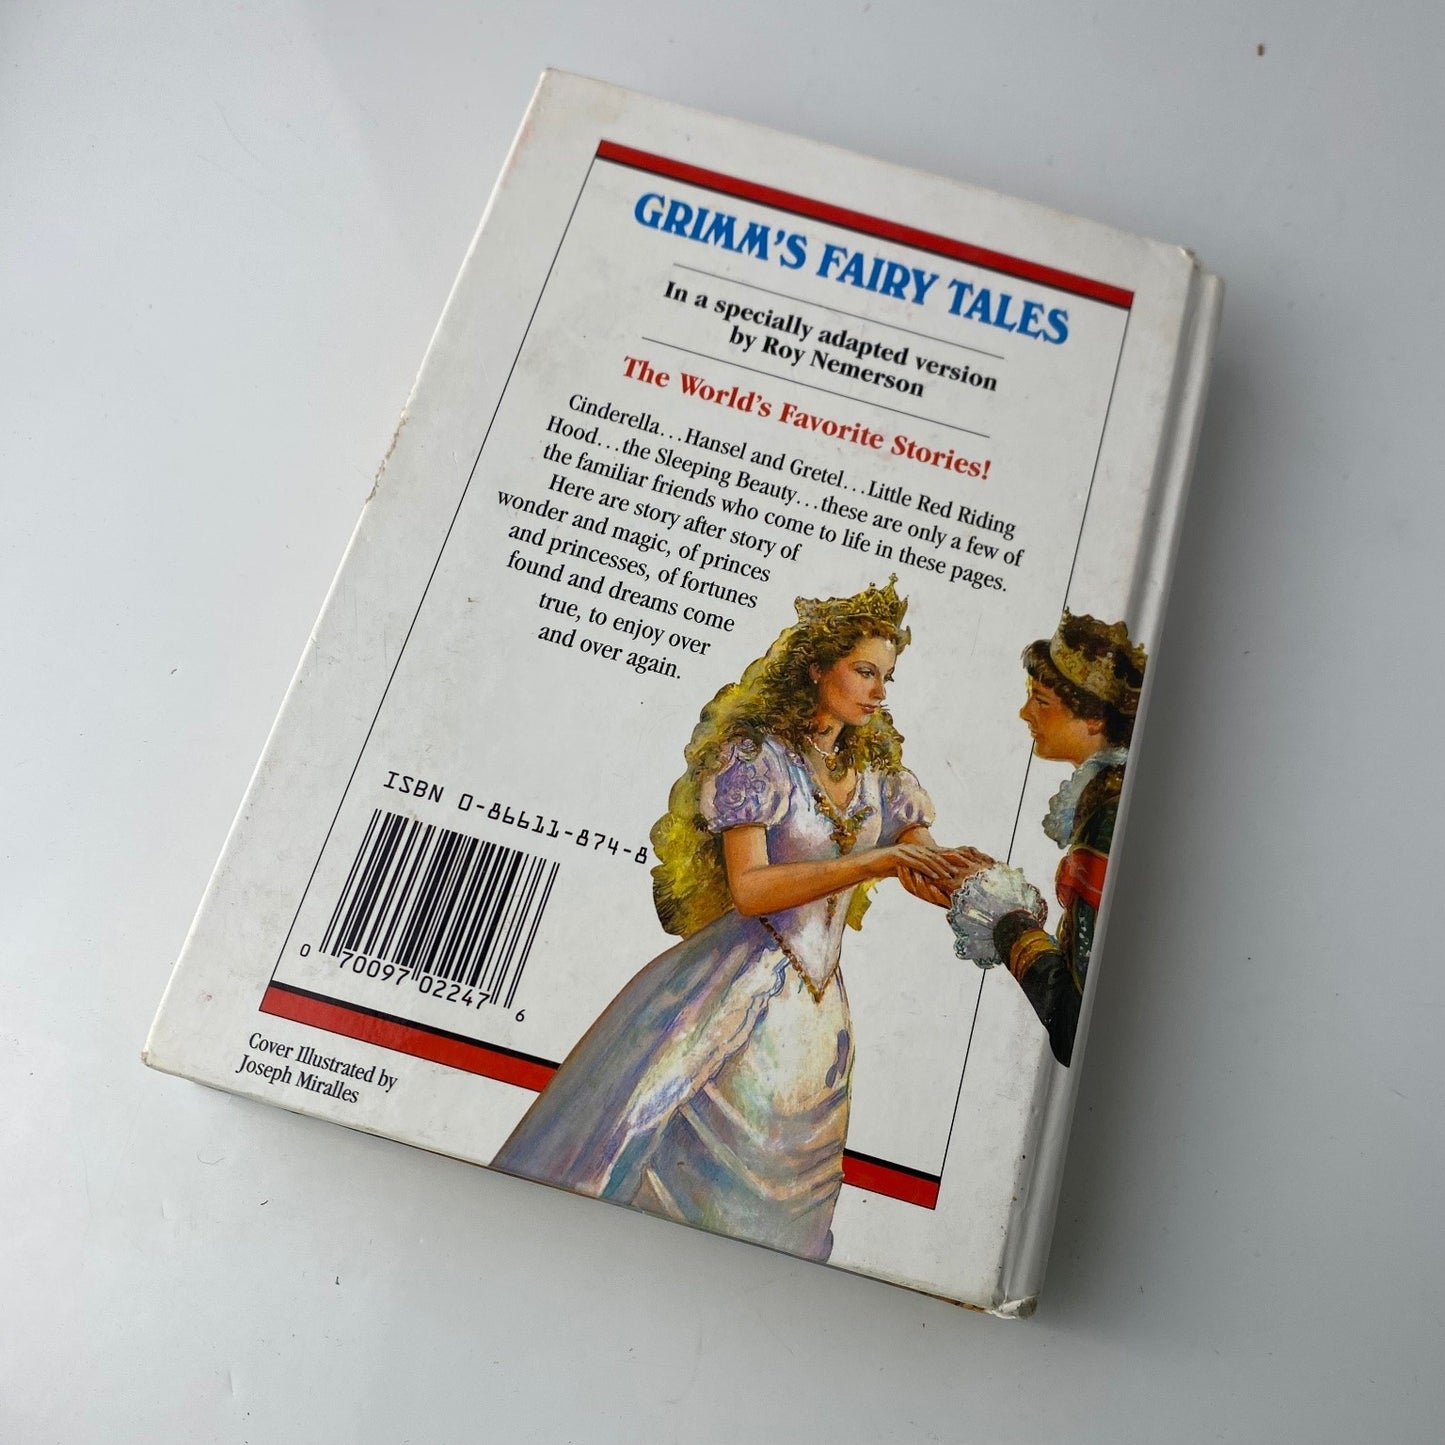 GRIMM'S FAIRY TALES
In a specially adapted version
by Roy Nemerson
The World's Favorite Stories!
Cinderella...Hansel and Gretel...Little Red Riding
Hood...the Sleeping Beauty...these are only a few of
the familiar friends who come to life in these pages.
Here are story after story of
wonder and magic, of princes
and princesses, of fortunes
found and dreams come
true, to enjoy over
and over again.
ISBN 0-86611-874-8
0 70097 02247 6
Cover Illustrated by
Joseph Miralles